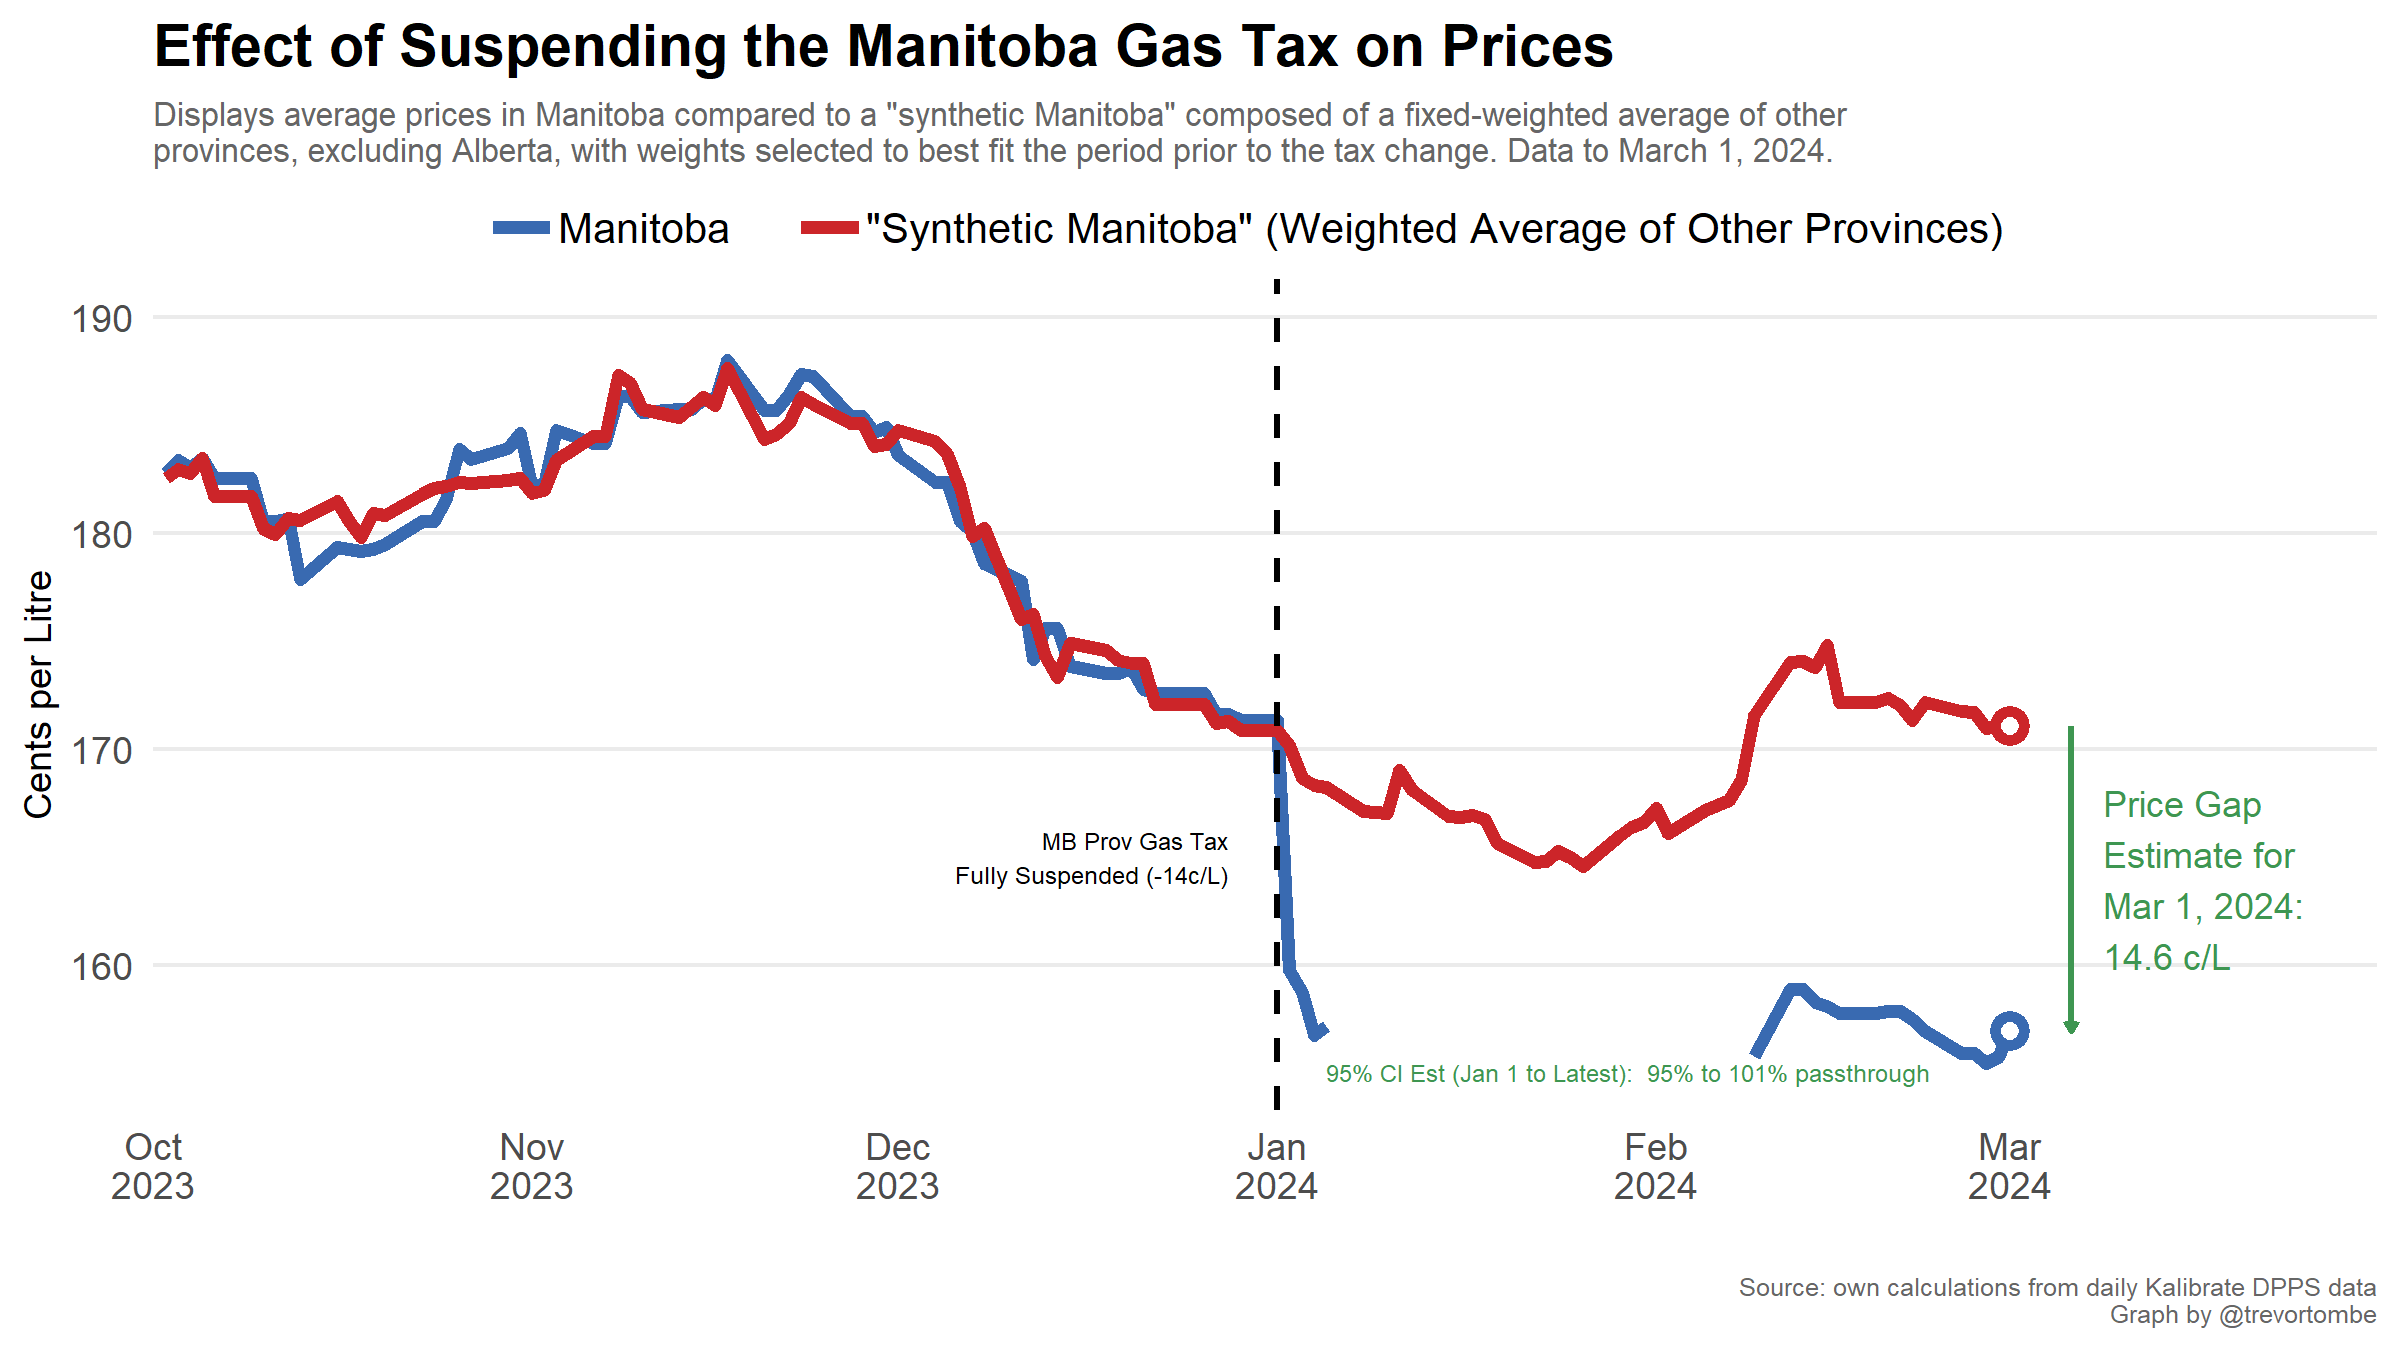 Effect of Suspending the Manitoba Gas Tax on Prices
Displays average prices in Manitoba compared to a "synthetic Manitoba" composed of a fixed-weighted average of other
provinces, excluding Alberta, with weights selected to best fit the period prior to the tax change. Data to March 1, 2024.
Manitoba
"Synthetic Manitoba" (Weighted Average of Other Provinces)
190
180
170
160
Cents per Litre
MB Prov Gas Tax
Fully Suspended (-14c/L)
Price Gap
Estimate for
Mar 1, 2024:
14.6 c/L
95% CI Est (Jan 1 to Latest): 95% to 101% passthrough
Oct
2023
Nov
2023
Dec
2023
Jan
2024
Feb
2024
Mar
2024
Source: own calculations from daily Kalibrate DPPS data
Graph by @trevortombe